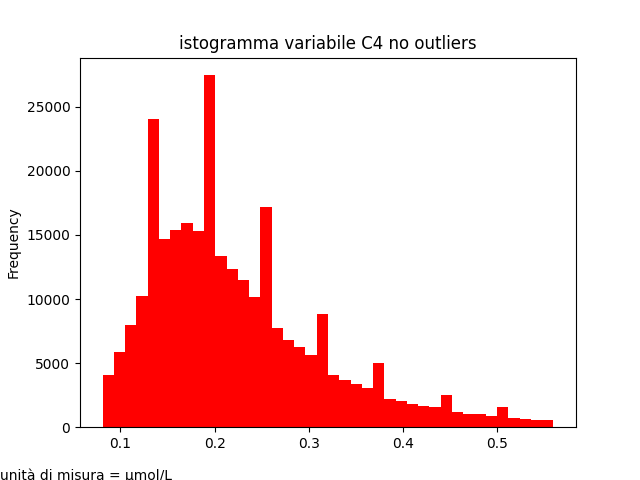 istogramma variabile C4 no outliers
Frequency
25000
20000
15000
10000
5000
0
0.1 0.2 0.3 0.4 0.5
unità di misura = μmol/L